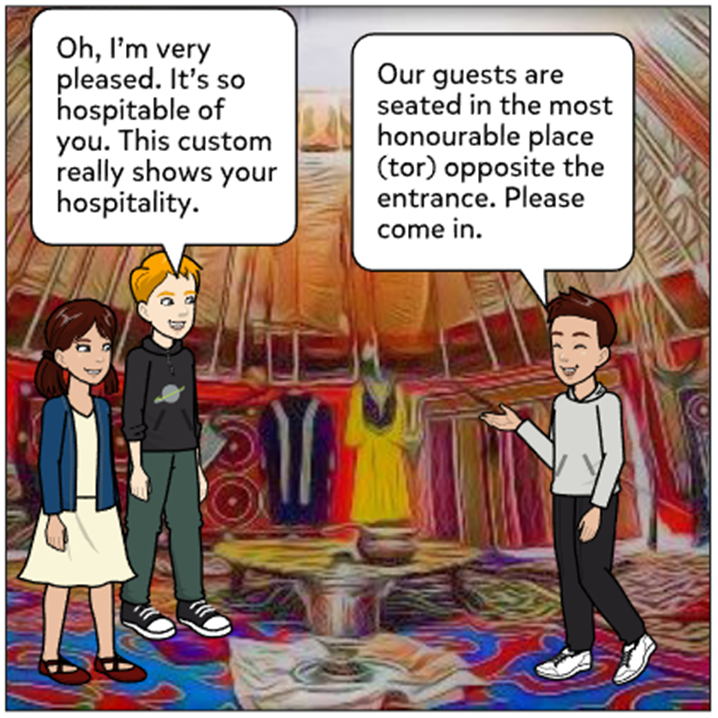 Oh, I'm very
pleased. It's so
hospitable of
you. This custom
really shows your
hospitality.
Our guests are
seated in the most
honourable place
(tor) opposite the
entrance. Please
come in.